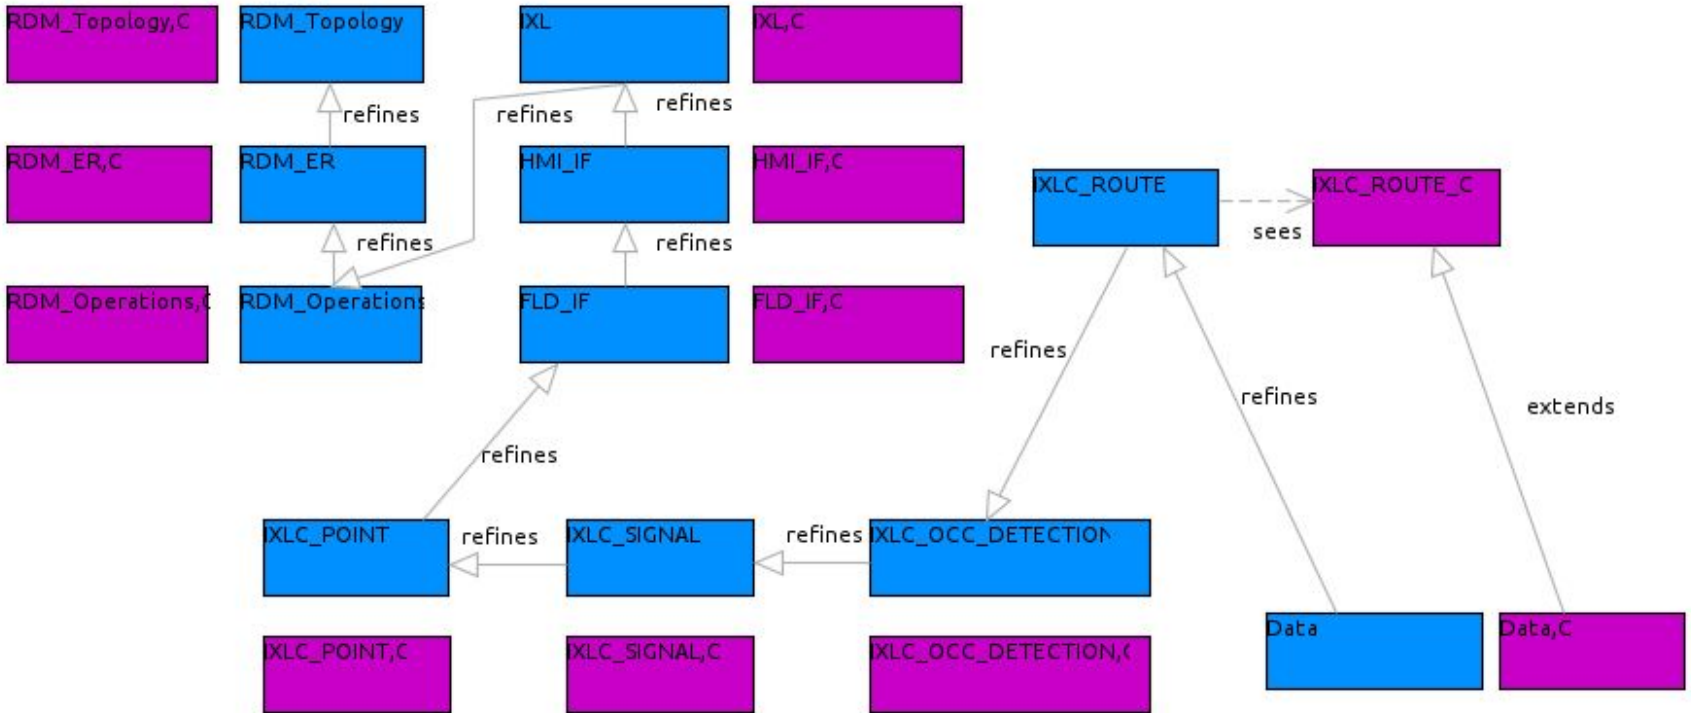 RDM_Topology,C
RDM_Topology
IXL
IXL,C
refines
refines
refines
RDM_ER,C
RDM_ER
HMI_IF
HMI_IF,C
IXLC_ROUTE
IXLC_ROUTE_C
sees
refines
refines
RDM_Operations,C
RDM_Operations
FLD_IF
FLD_IF,C
refines
refines
extends
refines
IXLC_POINT
refines
IXLC_SIGNAL
refines
IXLC_OCC_DETECTION
Data
Data,C
IXLC_POINT,C
IXLC_SIGNAL,C
IXLC_OCC_DETECTION,C